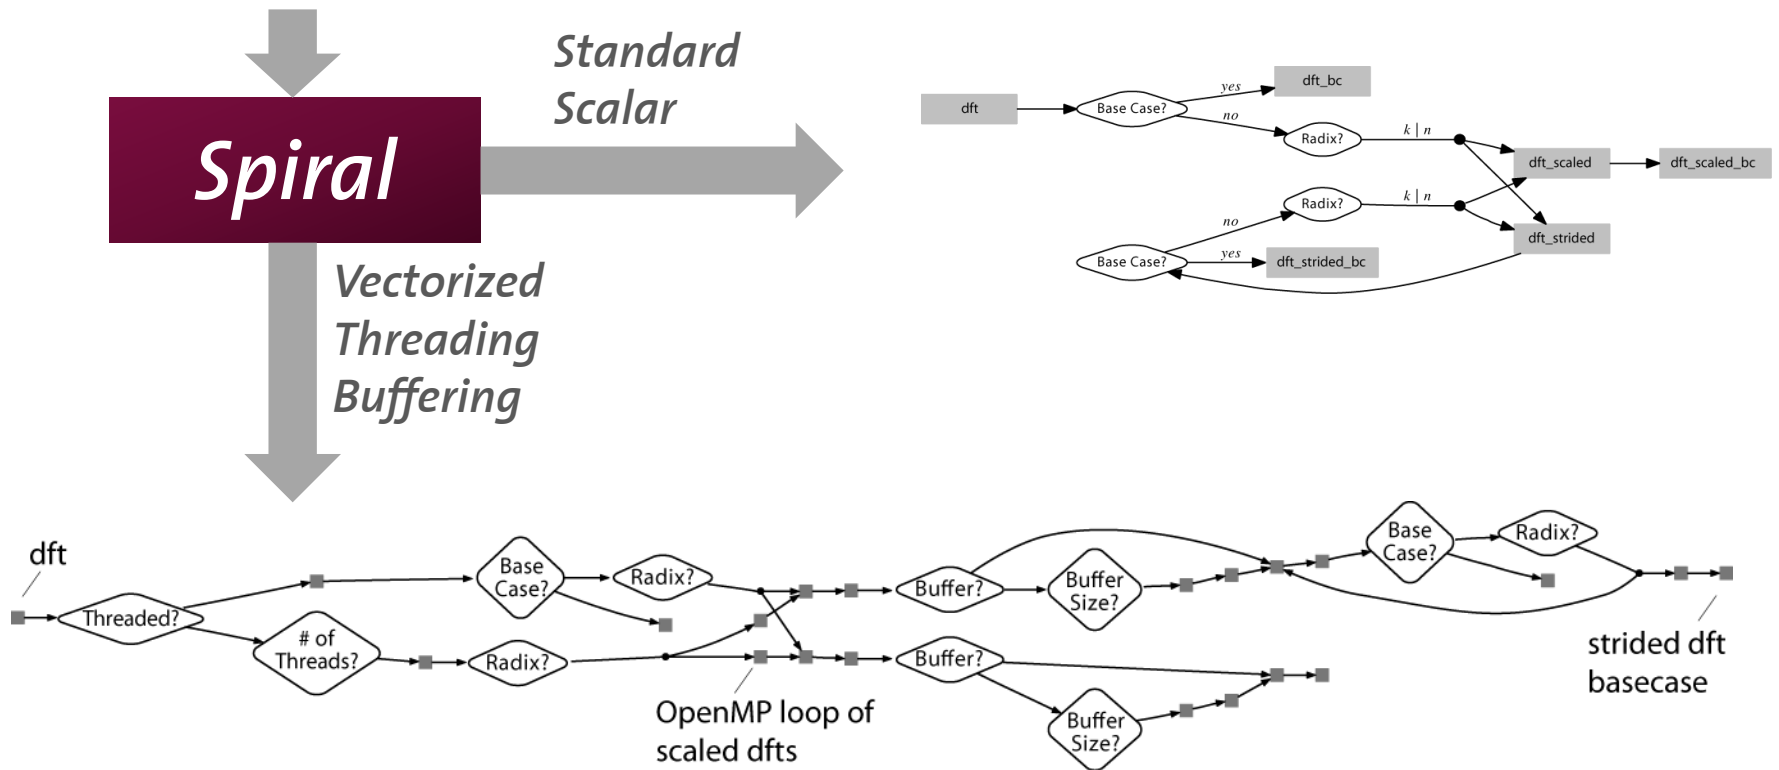 Standard
Scalar
Spiral
Vectorized
Threading
Buffering
dft
Base Case?
yes
dft_bc
no
Radix?
k | n
dft_scaled
dft_scaled_bc
Radix?
k | n
no
dft_strided
Base Case?
yes
dft_strided_bc
dft
Threaded?
# of
Threads?
Base
Case?
Radix?
Radix?
OpenMP loop of
scaled dfts
Buffer?
Buffer
Size?
Buffer?
Buffer
Size?
Base
Case?
Radix?
strided dft
basecase